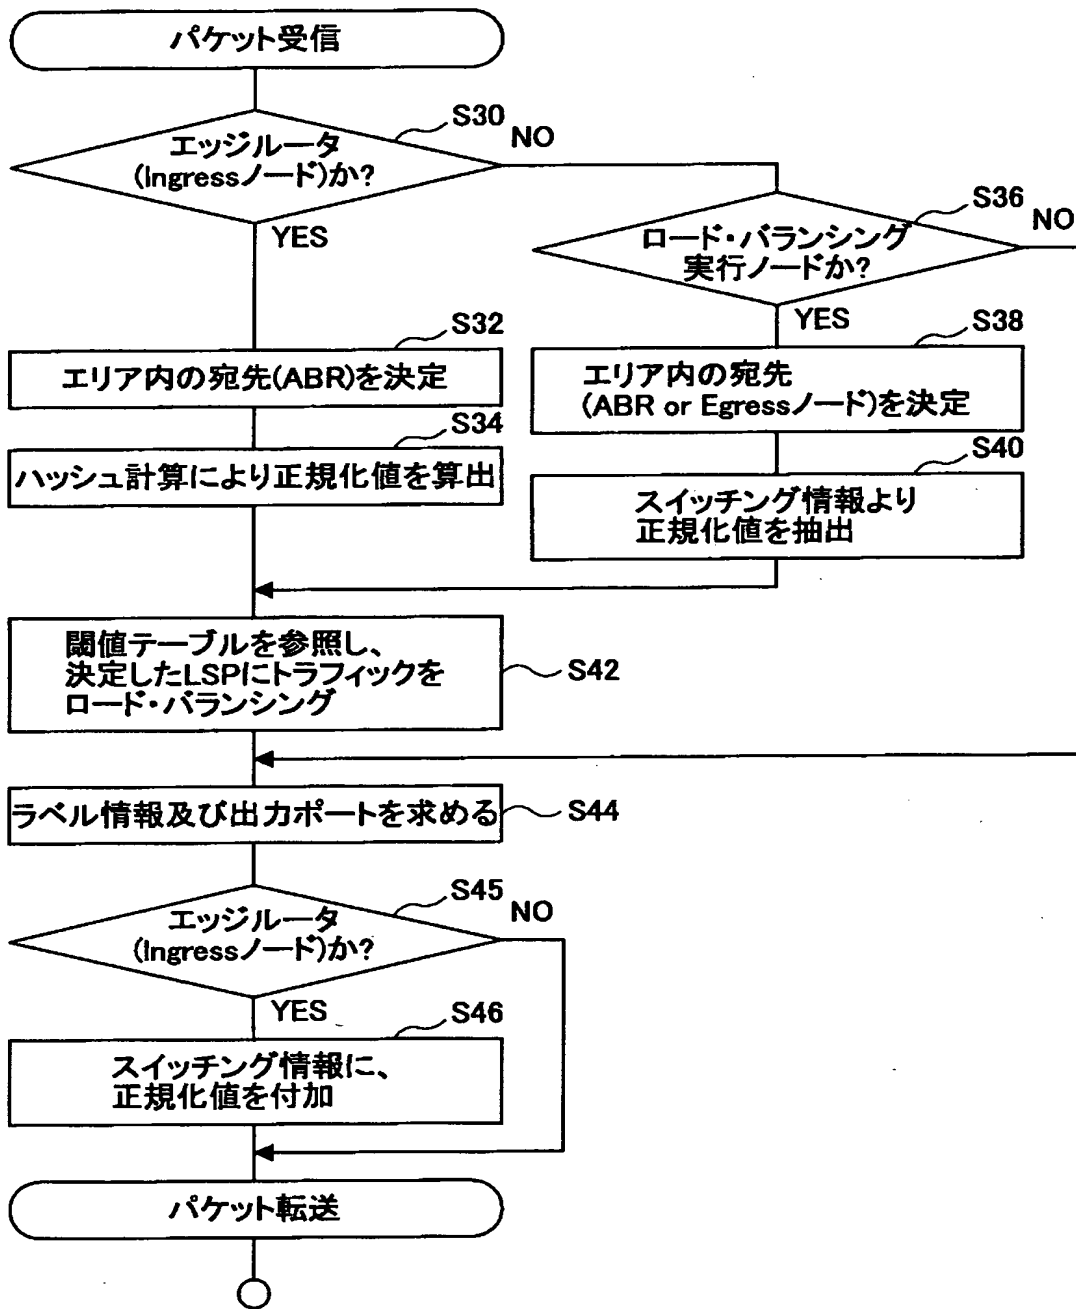 パケット受信
S30
エッジルータ
(Ingressノード)か?
NO
YES
S36
ロード・バランシング
実行ノードか?
NO
YES
S32
エリア内の宛先(ABR)を決定
S38
エリア内の宛先
(ABR or Egressノード)を決定
S34
ハッシュ計算により正規化値を算出
S40
スイッチング情報より
正規化値を抽出
閾値テーブルを参照し、
決定したLSPにトラフィックを
ロード・バランシング
S42
ラベル情報及び出力ポートを求める
S44
S45
エッジルータ
(Ingressノード)か?
NO
YES
S46
スイッチング情報に、
正規化値を付加
パケット転送